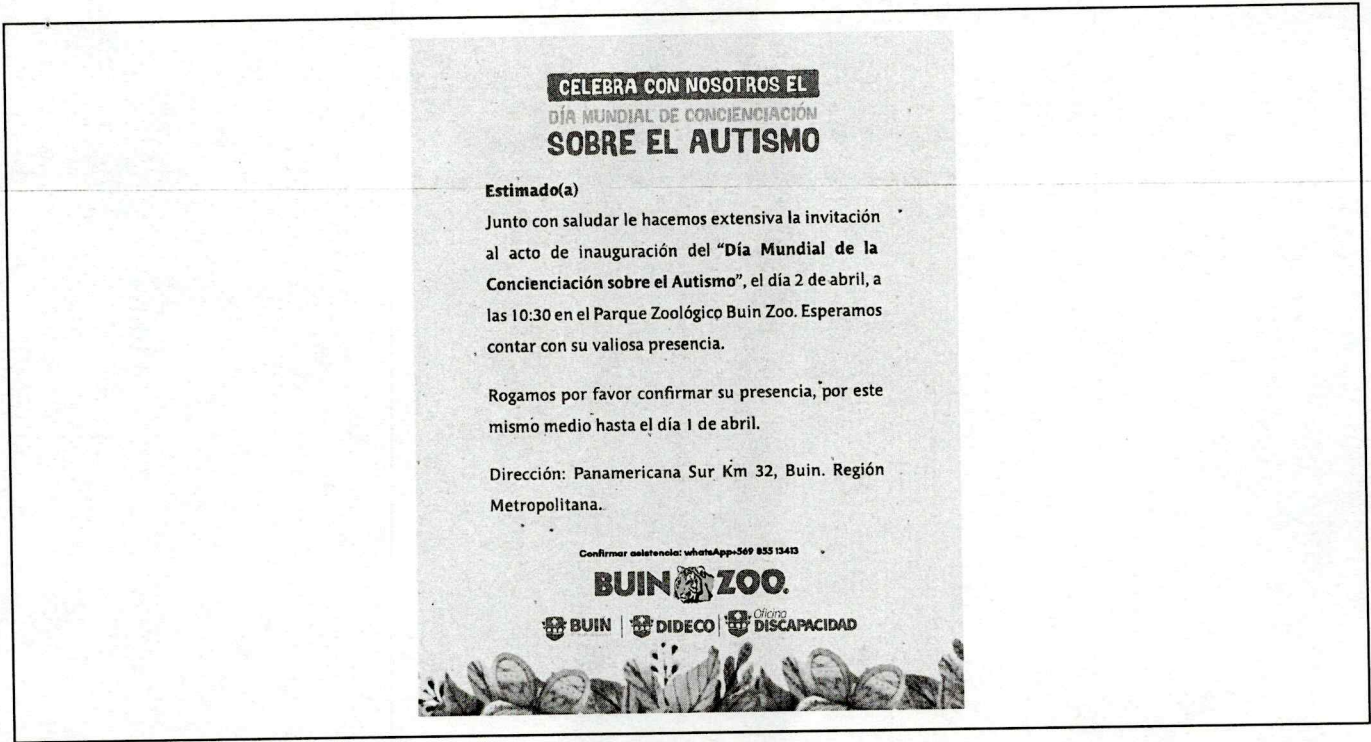 CELEBRA CON NOSOTROS EL
DÍA MUNDIAL DE CONCIENCIACIÓN
SOBRE EL AUTISMO
Estimado(a)
Junto con saludar le hacemos extensiva la invitación
al acto de inauguración del “Día Mundial de la
Concienciación sobre el Autismo”, el día 2 de abril, a
las 10:30 en el Parque Zoológico Buin Zoo. Esperamos
contar con su valiosa presencia.
Rogamos por favor confirmar su presencia, por este
mismo medio hasta el día 1 de abril.
Dirección: Panamericana Sur Km 32, Buin. Región
Metropolitana.
Confirmar asistencia: whatsApp+569 855 13413
BUIN ZOO.
BUIN | DIDECO | Oficina DISCAPACIDAD